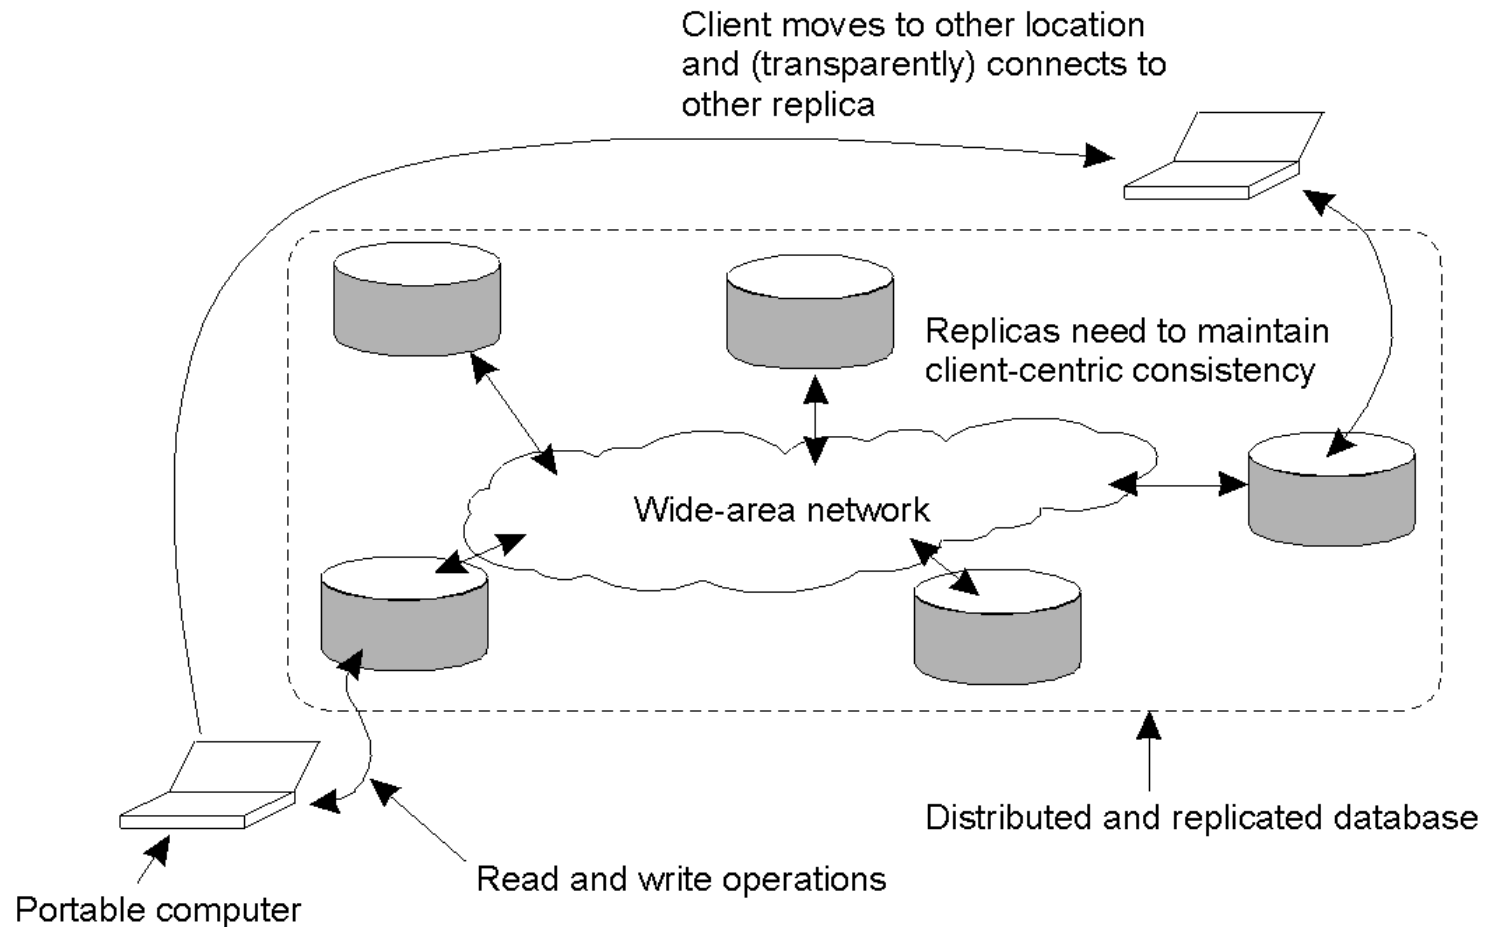 Client moves to other location
and (transparently) connects to
other replica
Replicas need to maintain
client-centric consistency
Wide-area network
Distributed and replicated database
Read and write operations
Portable computer